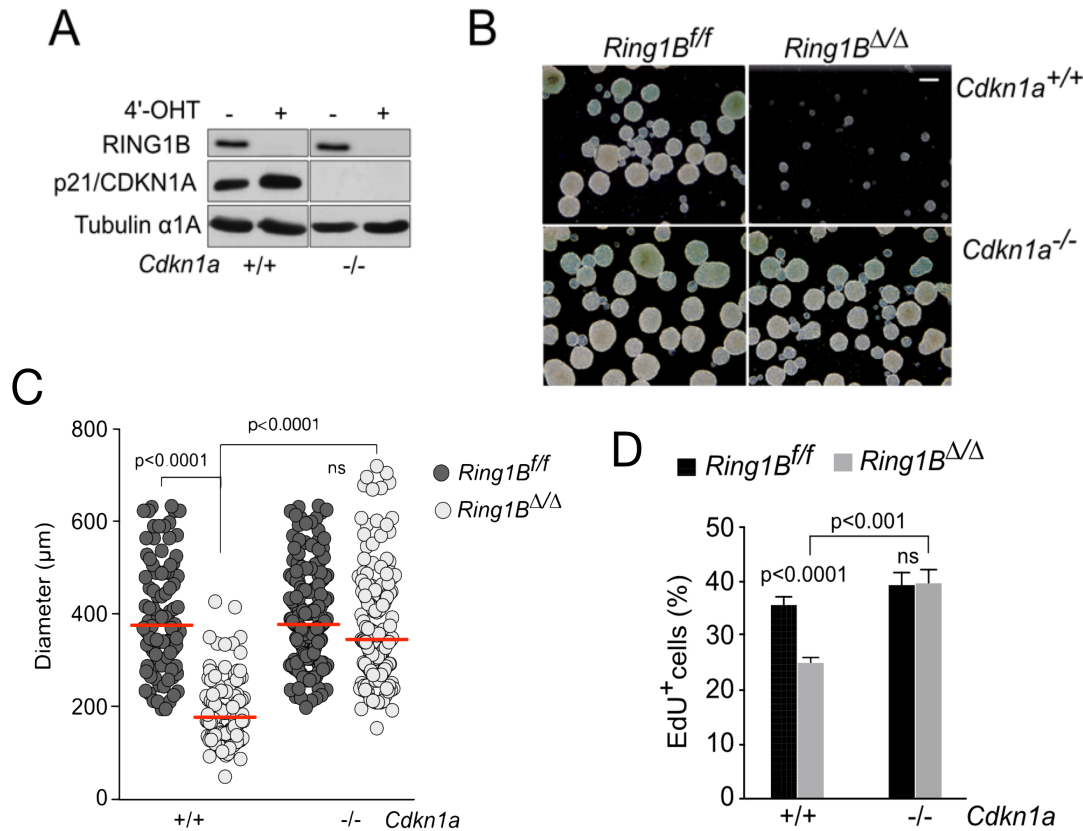 A
4'-OHT - + - +
RING1B
p21/CDKN1A
Tubulin α1A
Cdkn1a +/+ -/-
B
Ring1Bf/f Ring1BΔ/Δ
Cdkn1a+/+
Cdkn1a-/-
C
Diameter (µm)
800
600
400
200
0
p<0.0001
p<0.0001
ns
Ring1Bf/f
Ring1BΔ/Δ
+/+ -/- Cdkn1a
D
Ring1Bf/f Ring1BΔ/Δ
EdU+cells (%)
50
40
30
20
10
0
p<0.001
p<0.0001
ns
+/+ -/- Cdkn1a